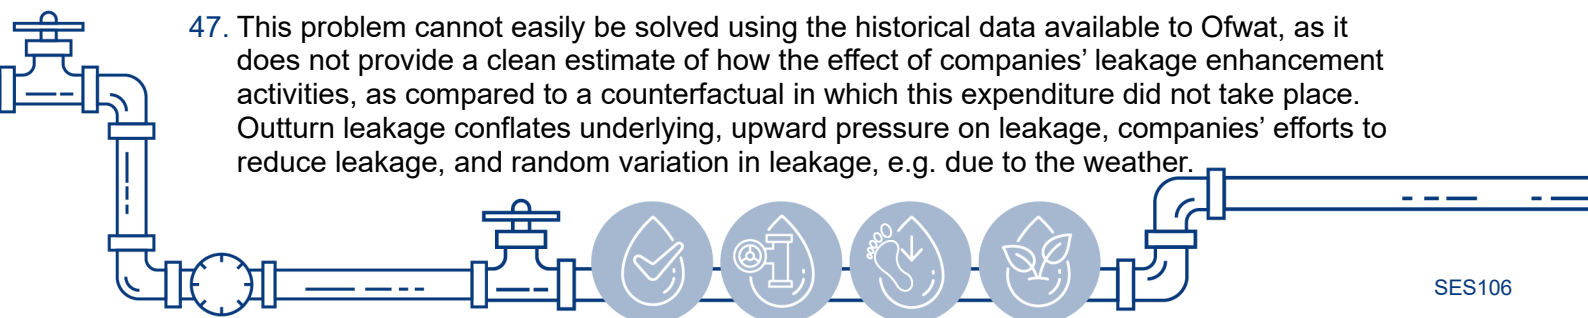 47. This problem cannot easily be solved using the historical data available to Ofwat, as it
does not provide a clean estimate of how the effect of companies’ leakage enhancement
activities, as compared to a counterfactual in which this expenditure did not take place.
Outturn leakage conflates underlying, upward pressure on leakage, companies’ efforts to
reduce leakage, and random variation in leakage, e.g. due to the weather.
SES106